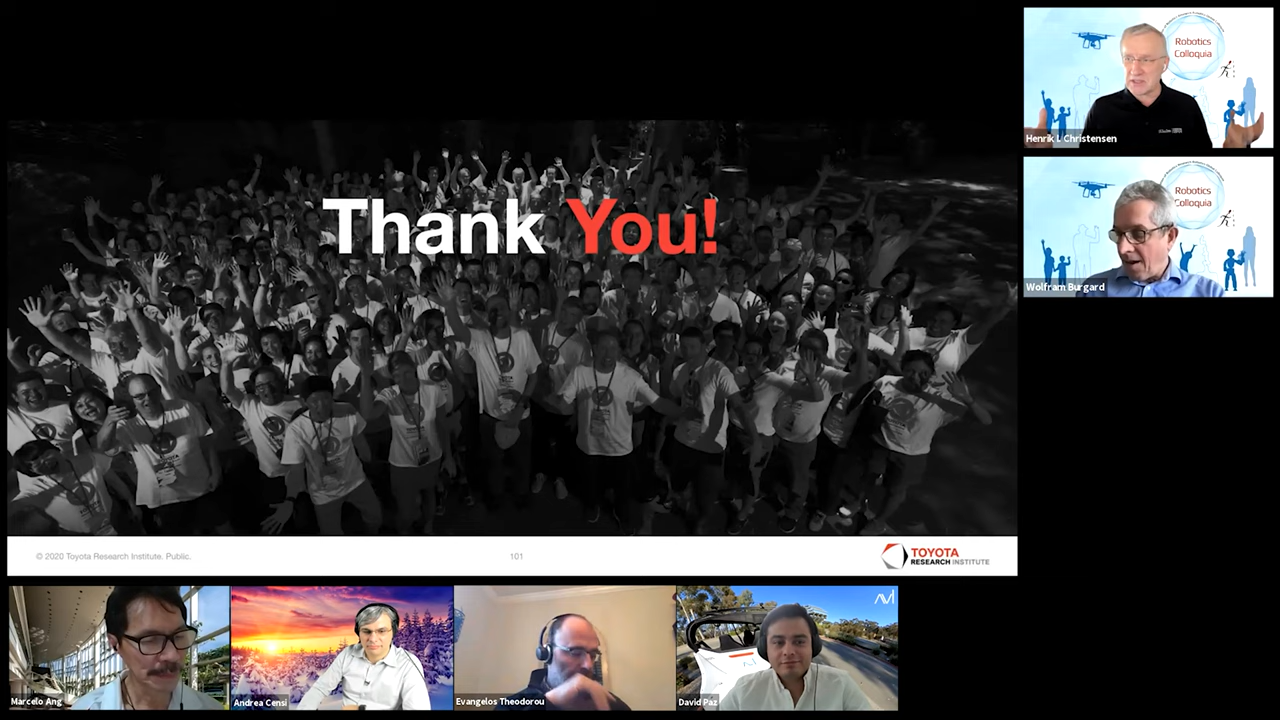 Thank You!
© 2020 Toyota Research Institute. Public.
101
TOYOTA
RESEARCH INSTITUTE
Robotics
Colloquia
Henrik I. Christensen
Robotics
Colloquia
Wolfram Burgard
Marcelo Ang
Andrea Censi
Evangelos Theodorou
David Paz
AVL